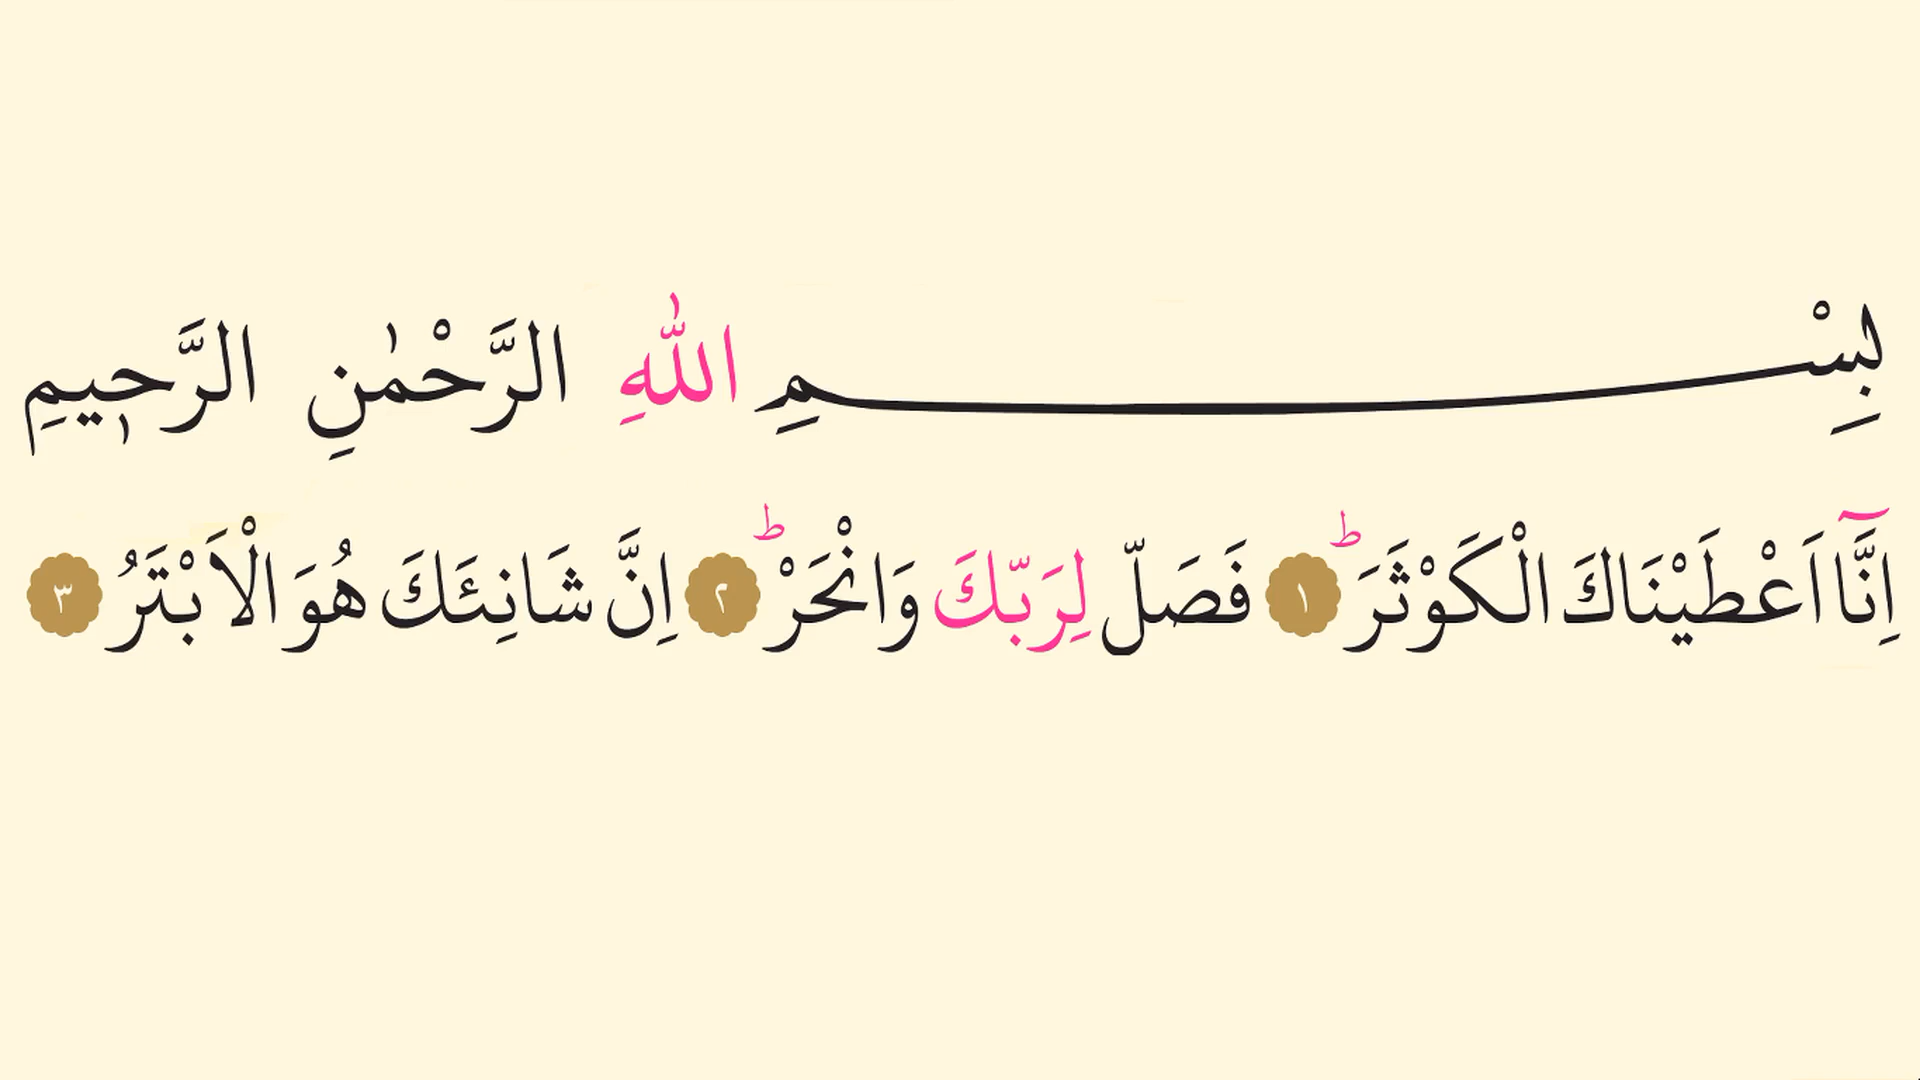 بِسْمِ اللّٰهِ الرَّحْمٰنِ الرَّحٖيمِ
اِنَّٓا اَعْطَيْنَاكَ الْكَوْثَرَ ط ١ فَصَلِّ لِرَبِّكَ وَانْحَرْ ط ٢ اِنَّ شَانِئَكَ هُوَ الْاَبْتَرُ ٣